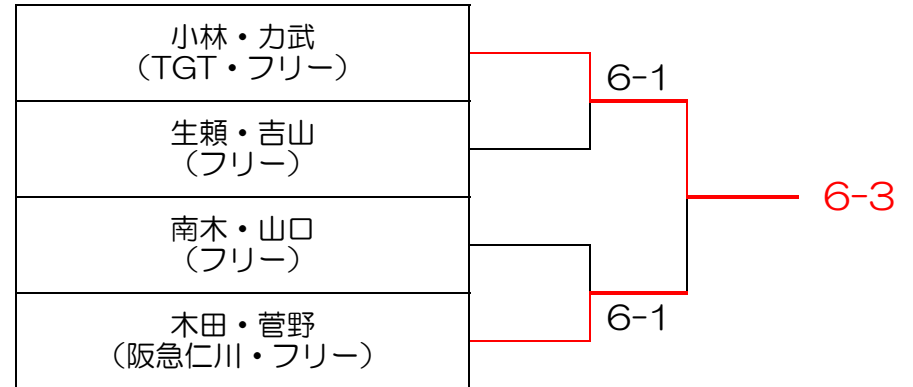 小林・力武
（TGT・フリー）
6-1
生頼・吉山
（フリー）
6-3
南木・山口
（フリー）
6-1
木田・菅野
（阪急仁川・フリー）